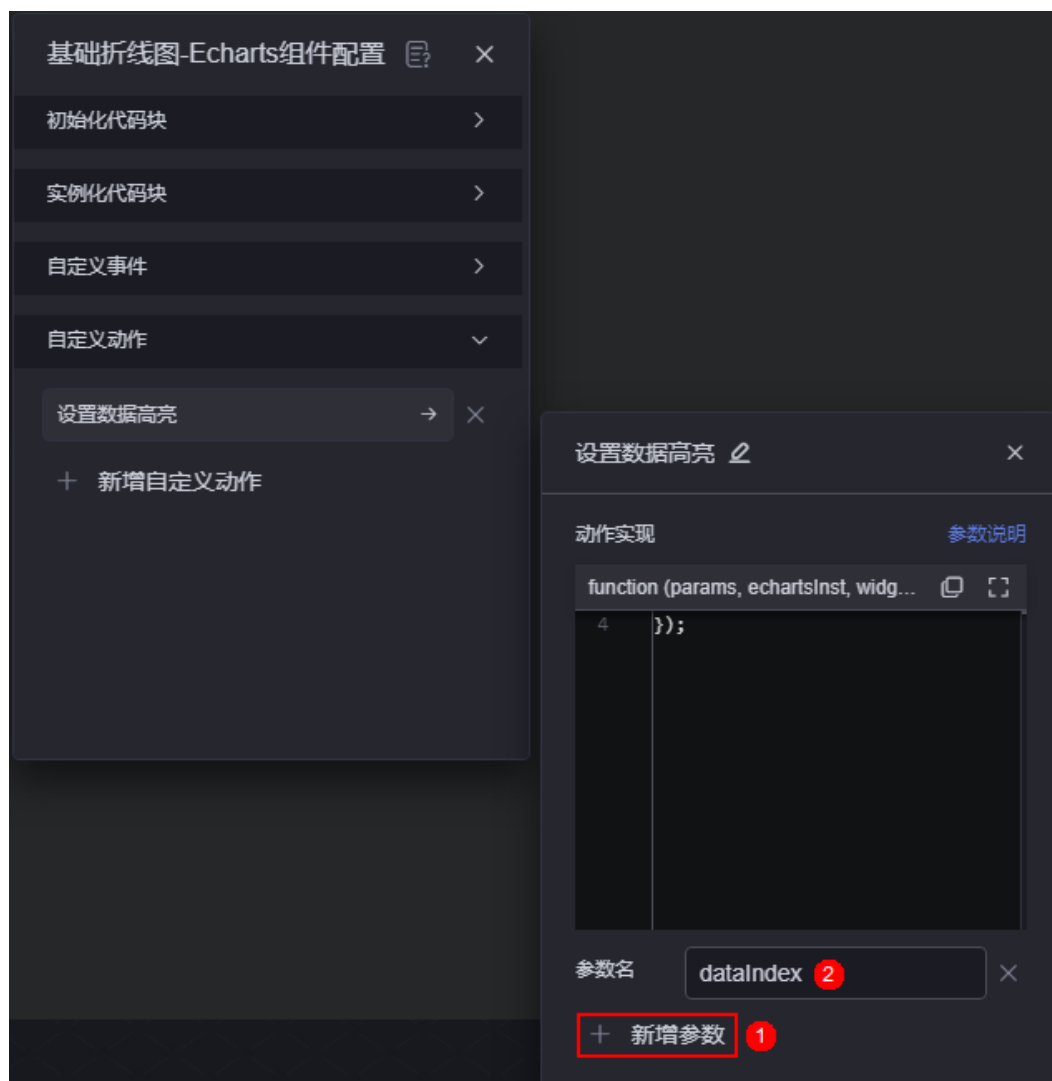 基础折线图-Echarts组件配置
初始化代码块
实例化代码块
自定义事件
自定义动作
设置数据高亮
+ 新增自定义动作
设置数据高亮
动作实现 参数说明
function (params, echartsInst, widg...
4 });
参数名 dataIndex 2
+ 新增参数 1